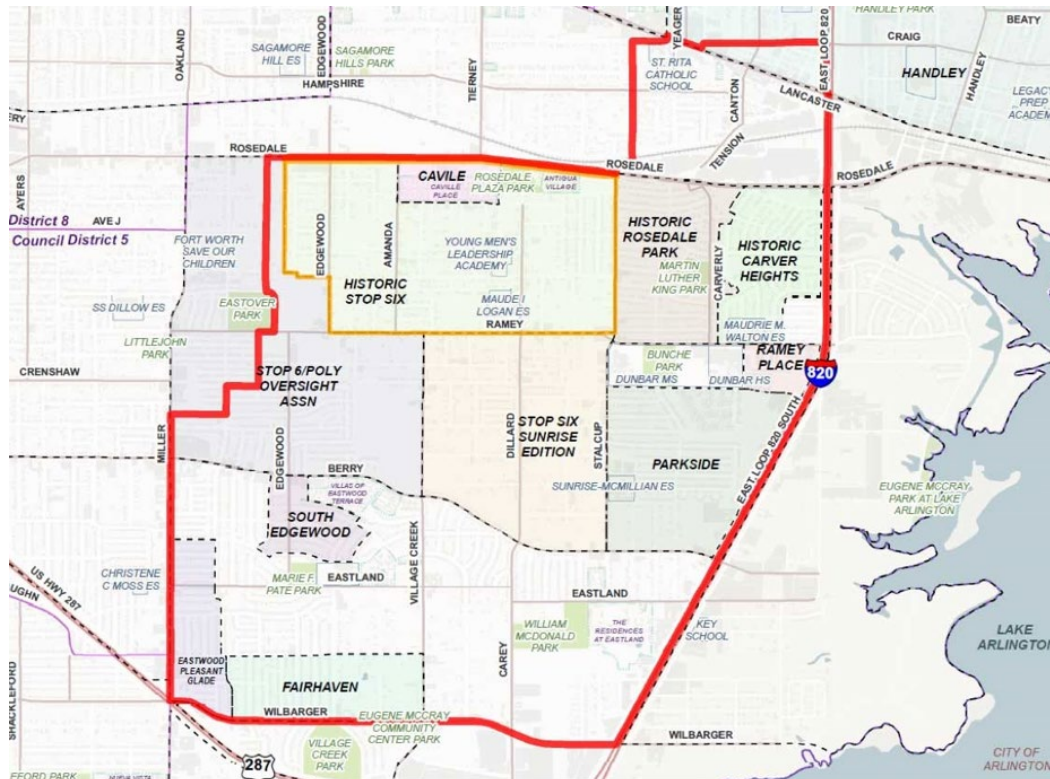 HANDLEY PARK
BEATY
CRAIG
YEAGER
EAST LOOP 820
OAKLAND
EDGEWOOD
SAGAMORE
HILL ES
SAGAMORE
HILLS PARK
ST. RITA
CATHOLIC
SCHOOL
HANDLEY
HANDLEY
TIERNEY
HAMPSHIRE
CANTON
LANCASTER
LEGACY
PREP
ACADEM
ERY
ROSEDALE
ROSEDALE
TENSION
ROSEDALE
AYERS
CAVILE
CAVILLE
PLACE
ROSEDALE
PLAZA PARK
ANTIGUA
VILLAGE
District 8
AVE J
Council District 5
FORT WORTH
SAVE OUR
CHILDREN
EDGEWOOD
AMANDA
YOUNG MEN'S
LEADERSHIP
ACADEMY
HISTORIC
ROSEDALE
PARK
MARTIN
LUTHER
KING PARK
CARVERLY
HISTORIC
CARVER
HEIGHTS
HISTORIC
STOP SIX
SS DILLOW ES
EASTOVER
PARK
MAUDE I
LOGAN ES
RAMEY
MAUDRIE M.
WALTON ES
LITTLEJOHN
PARK
CRENSHAW
STOP 6/POLY
OVERSIGHT
ASSN
BUNCHE
PARK
RAMEY
PLACE
DUNBAR MS
DUNBAR HS
820
MILLER
EDGEWOOD
DILLARD
STOP SIX
SUNRISE
EDITION
STALCUP
EAST LOOP 820 SOUTH
BERRY
PARKSIDE
VILLAS OF
EASTWOOD
TERRACE
SUNRISE-MCMILLIAN ES
EUGENE MCCRAY
PARK AT LAKE
ARLINGTON
SOUTH
EDGEWOOD
VILLAGE CREEK
US HWY 287
UGHN
CHRISTENE
C MOSS ES
MARIE F.
PATE PARK
EASTLAND
EASTLAND
WILLIAM
MCDONALD
PARK
THE
RESIDENCES
AT EASTLAND
KEY
SCHOOL
LAKE
ARLINGTON
SHACKLEFORD
EASTWOOD
PLEASANT
GLADE
FAIRHAVEN
CAREY
WILBARGER
EUGENE MCCRAY
COMMUNITY
CENTER PARK
WILBARGER
VILLAGE
CREEK
PARK
287
CITY OF
ARLINGTON
EFFORD PARK